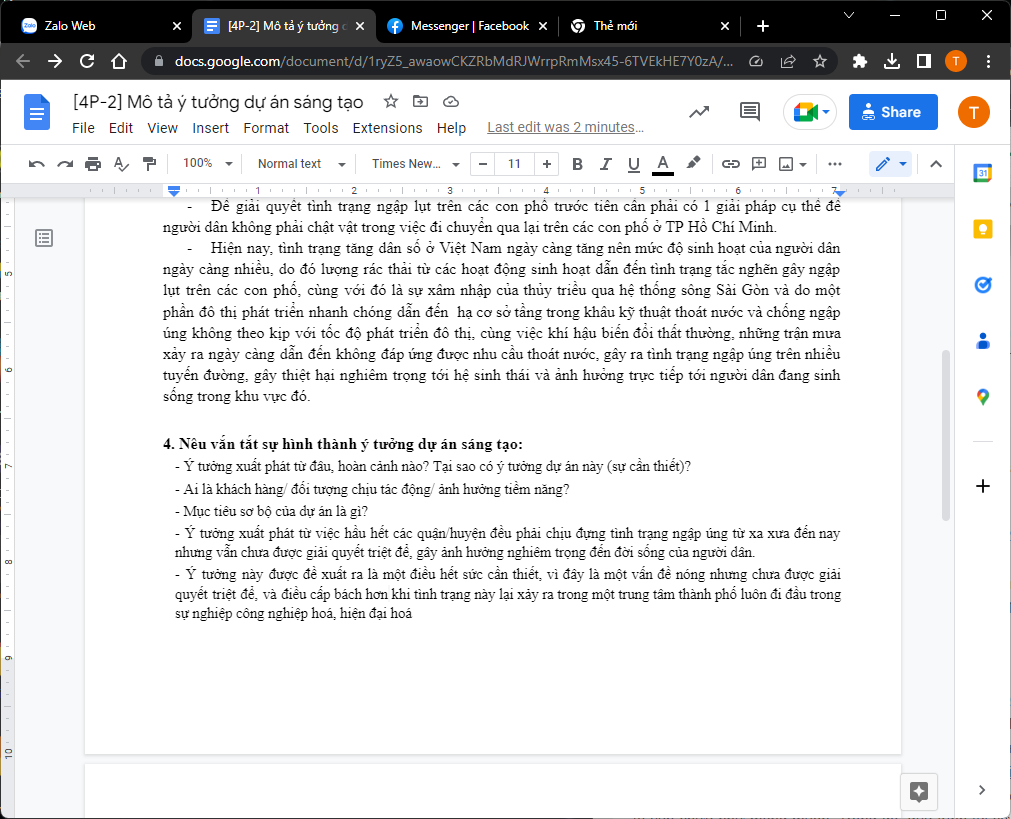 Zalo Web
[4P-2] Mô tả ý tưởng
Messenger | Facebook
Thẻ mới
docs.google.com/document/d/1ryZ5_awaowCKZRbMdRJWrrpRmMsx45-6TVEkHE7Y0zA/...
T
[4P-2] Mô tả ý tưởng dự án sáng tạo
File Edit View Insert Format Tools Extensions Help Last edit was 2 minutes...
Share
T
100% Normal text Times New... 11 B I U A
31
1 2 3 4 5 6 7
- Để giải quyết tình trạng ngập lụt trên các con phố trước tiên cần phải có 1 giải pháp cụ thể để
người dân không phải chật vật trong việc đi chuyển qua lại trên các con phố ở TP Hồ Chí Minh.
- Hiện nay, tình trạng tăng dân số ở Việt Nam ngày càng tăng nên mức độ sinh hoạt của người dân
ngày càng nhiều, do đó lượng rác thải từ các hoạt động sinh hoạt dẫn đến tình trạng tắc nghẽn gây ngập
lụt trên các con phố, cùng với đó là sự xâm nhập của thủy triều qua hệ thống sông Sài Gòn và do một
phần đô thị phát triển nhanh chóng dẫn đến hạ cơ sở tầng trong khâu kỹ thuật thoát nước và chống ngập
úng không theo kịp với tốc độ phát triển đô thị, cùng việc khí hậu biến đổi thất thường, những trận mưa
xảy ra ngày càng dẫn đến không đáp ứng được nhu cầu thoát nước, gây ra tình trạng ngập úng trên nhiều
tuyến đường, gây thiệt hại nghiêm trọng tới hệ sinh thái và ảnh hưởng trực tiếp tới người dân đang sinh
sống trong khu vực đó.
4. Nêu vắn tắt sự hình thành ý tưởng dự án sáng tạo:
- Ý tưởng xuất phát từ đâu, hoàn cảnh nào? Tại sao có ý tưởng dự án này (sự cần thiết)?
- Ai là khách hàng/ đối tượng chịu tác động/ ảnh hưởng tiềm năng?
- Mục tiêu sơ bộ của dự án là gì?
- Ý tưởng xuất phát từ việc hầu hết các quận/huyện đều phải chịu đựng tình trạng ngập úng từ xa xưa đến nay
nhưng vẫn chưa được giải quyết triệt để, gây ảnh hưởng nghiêm trọng đến đời sống của người dân.
- Ý tưởng này được đề xuất ra là một điều hết sức cần thiết, vì đây là một vấn đề nóng nhưng chưa được giải
quyết triệt để, và điều cấp bách hơn khi tình trạng này lại xảy ra trong một trung tâm thành phố luôn đi đầu trong
sự nghiệp công nghiệp hoá, hiện đại hoá
5
6
7
8
9
10